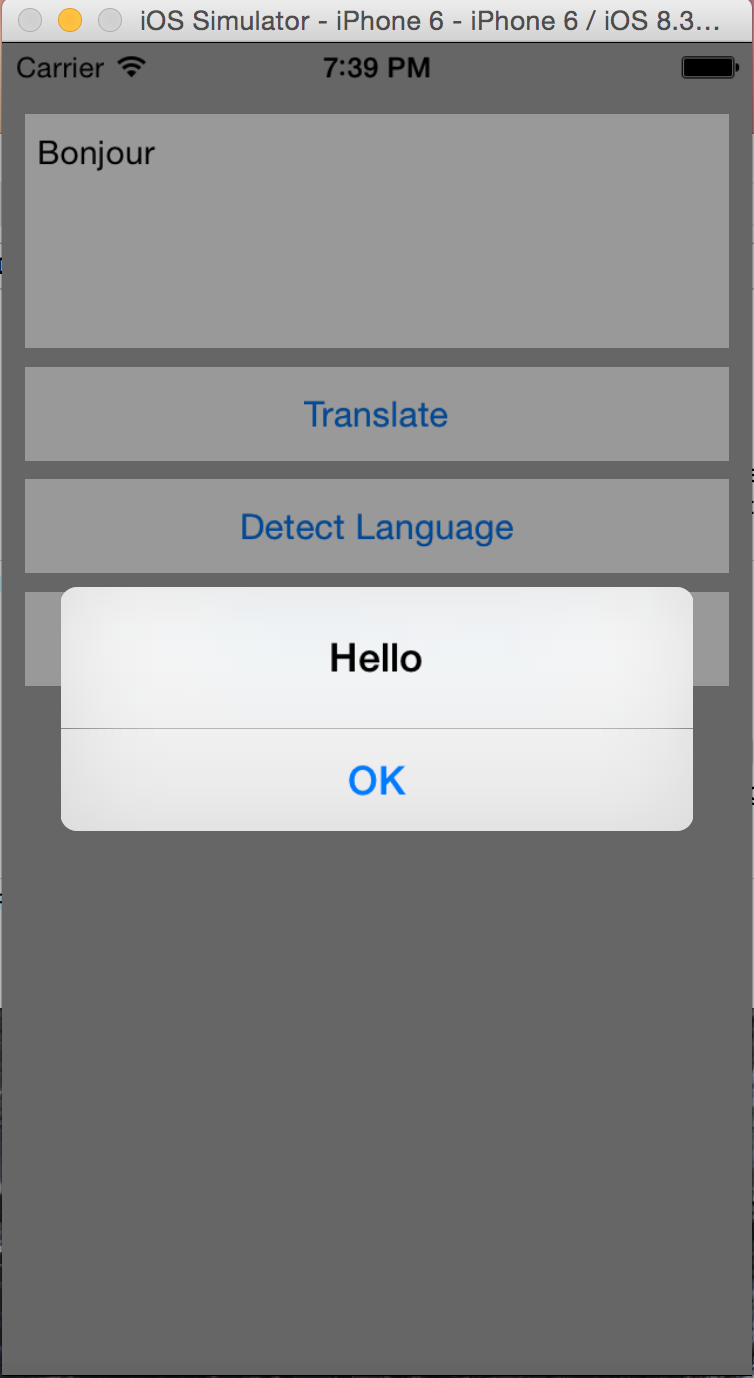 iOS Simulator - iPhone 6 - iPhone 6 / iOS 8.3...
Carrier 7:39 PM
Bonjour
Translate
Detect Language
Hello
OK